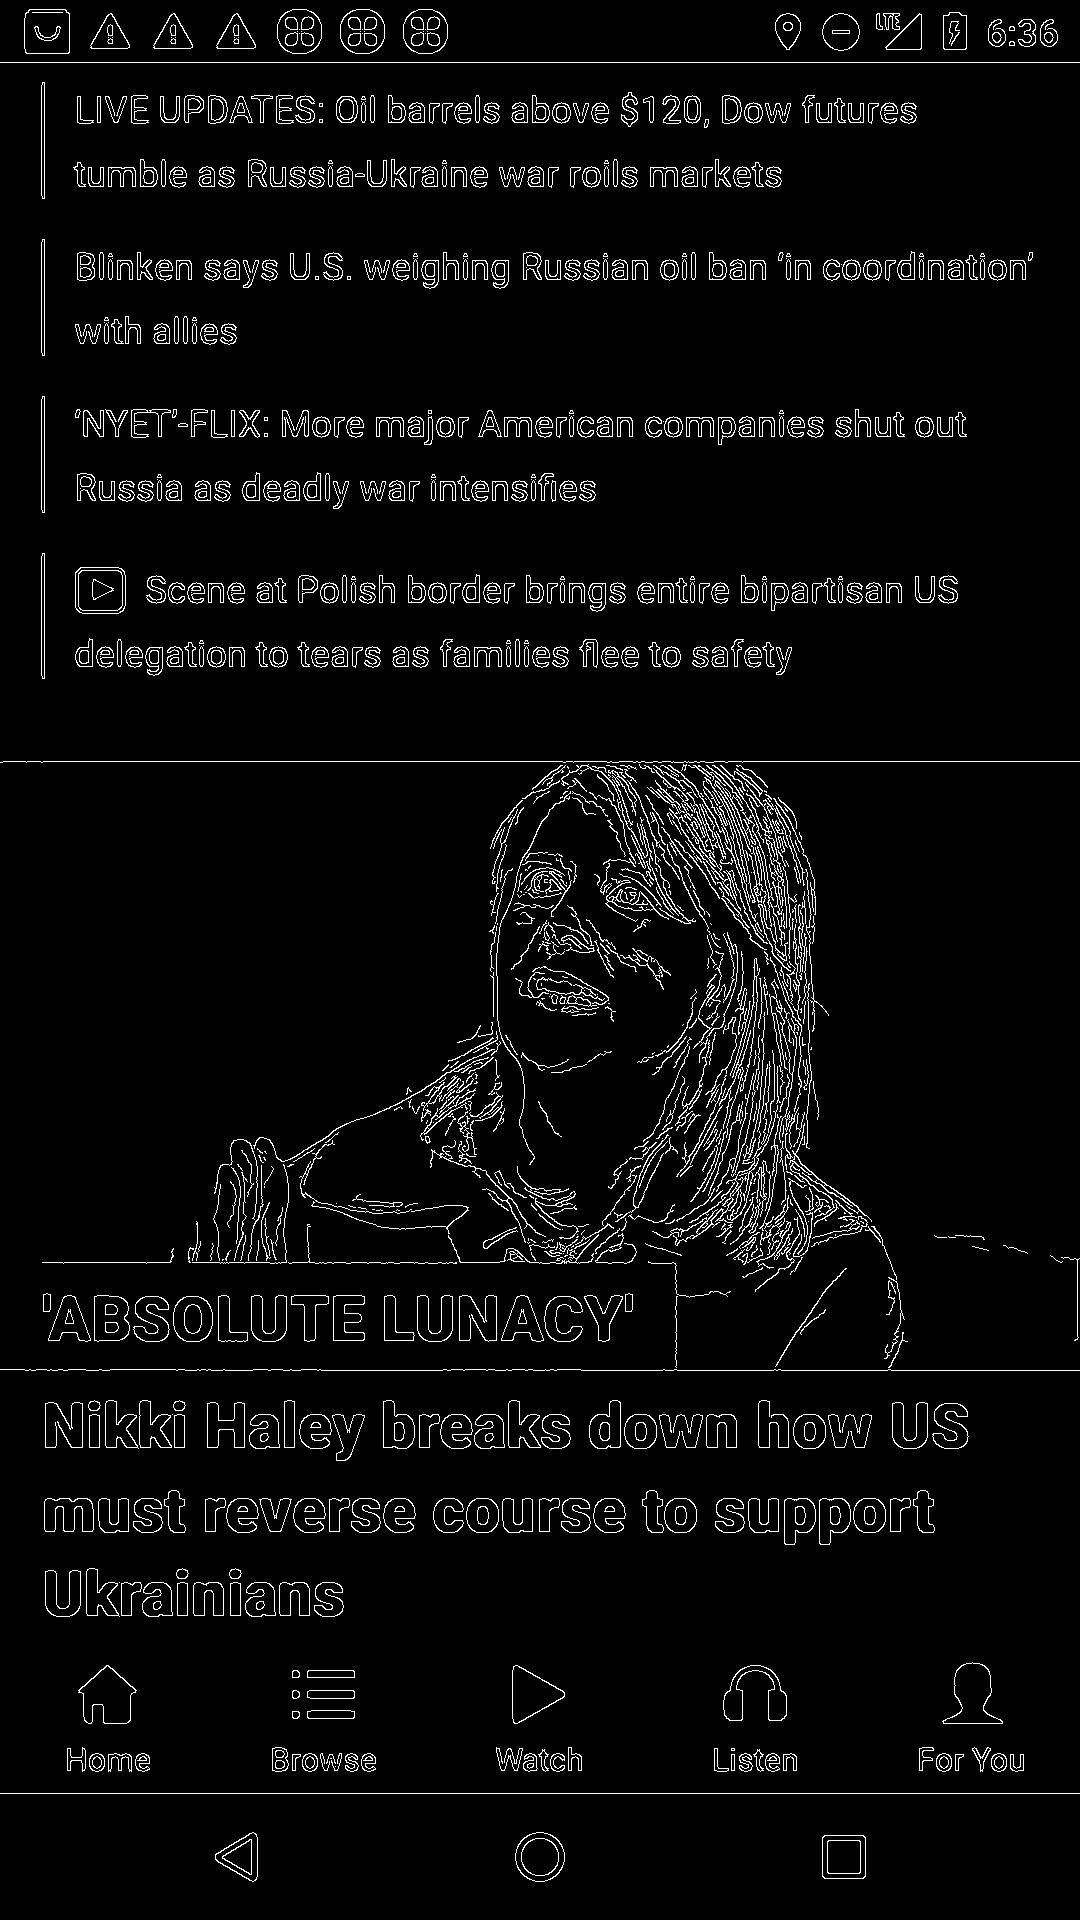 LTE 6:36
LIVE UPDATES: Oil barrels above $120, Dow futures
tumble as Russia-Ukraine war roils markets
Blinken says U.S. weighing Russian oil ban ‘in coordination’
with allies
‘NYET’-FLIX: More major American companies shut out
Russia as deadly war intensifies
Scene at Polish border brings entire bipartisan US
delegation to tears as families flee to safety
'ABSOLUTE LUNACY'
Nikki Haley breaks down how US
must reverse course to support
Ukrainians
Home Browse Watch Listen For You